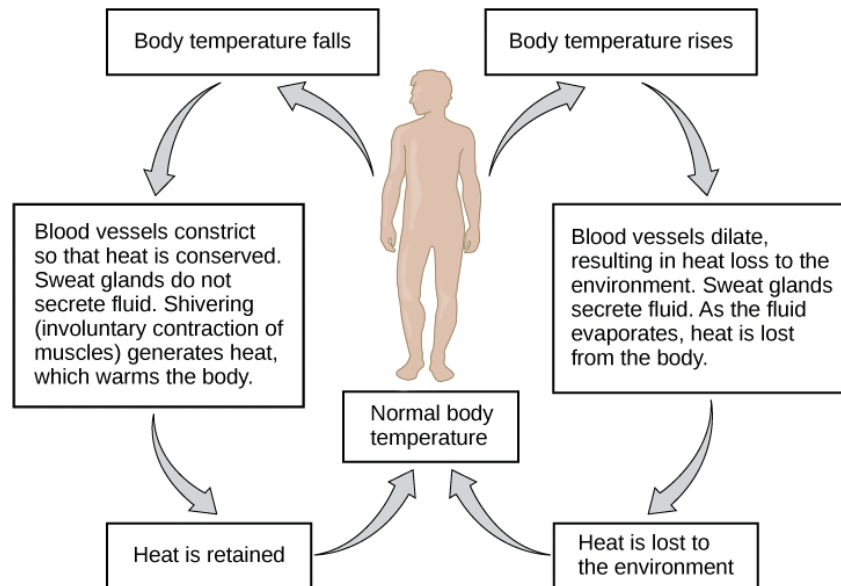 Body temperature falls
Body temperature rises
Blood vessels constrict
so that heat is conserved.
Sweat glands do not
secrete fluid. Shivering
(involuntary contraction of
muscles) generates heat,
which warms the body.
Blood vessels dilate,
resulting in heat loss to the
environment. Sweat glands
secrete fluid. As the fluid
evaporates, heat is lost
from the body.
Normal body
temperature
Heat is retained
Heat is lost to
the environment